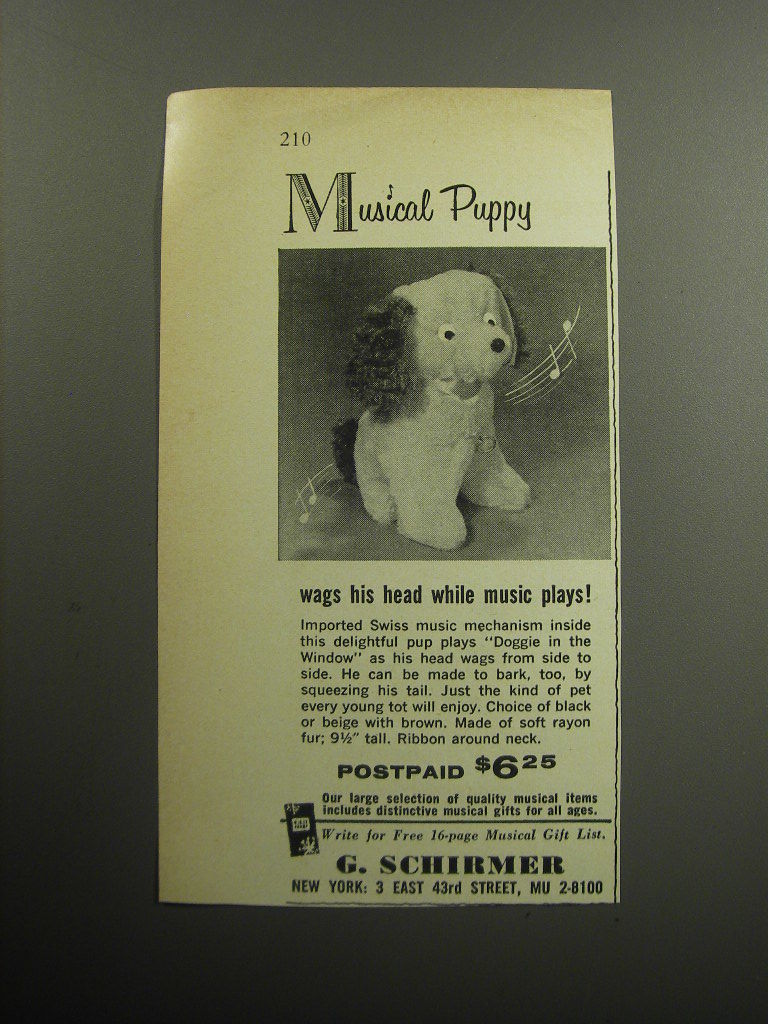 210
Musical Puppy
wags his head while music plays!
Imported Swiss music mechanism inside
this delightful pup plays "Doggie in the
Window" as his head wags from side to
side. He can be made to bark, too, by
squeezing his tail. Just the kind of pet
every young tot will enjoy. Choice of black
or beige with brown. Made of soft rayon
fur; 9½" tall. Ribbon around neck.
POSTPAID $6 25
Our large selection of quality musical items
includes distinctive musical gifts for all ages.
Write for Free 16-page Musical Gift List.
G. SCHIRMER
NEW YORK: 3 EAST 43rd STREET, MU 2-8100